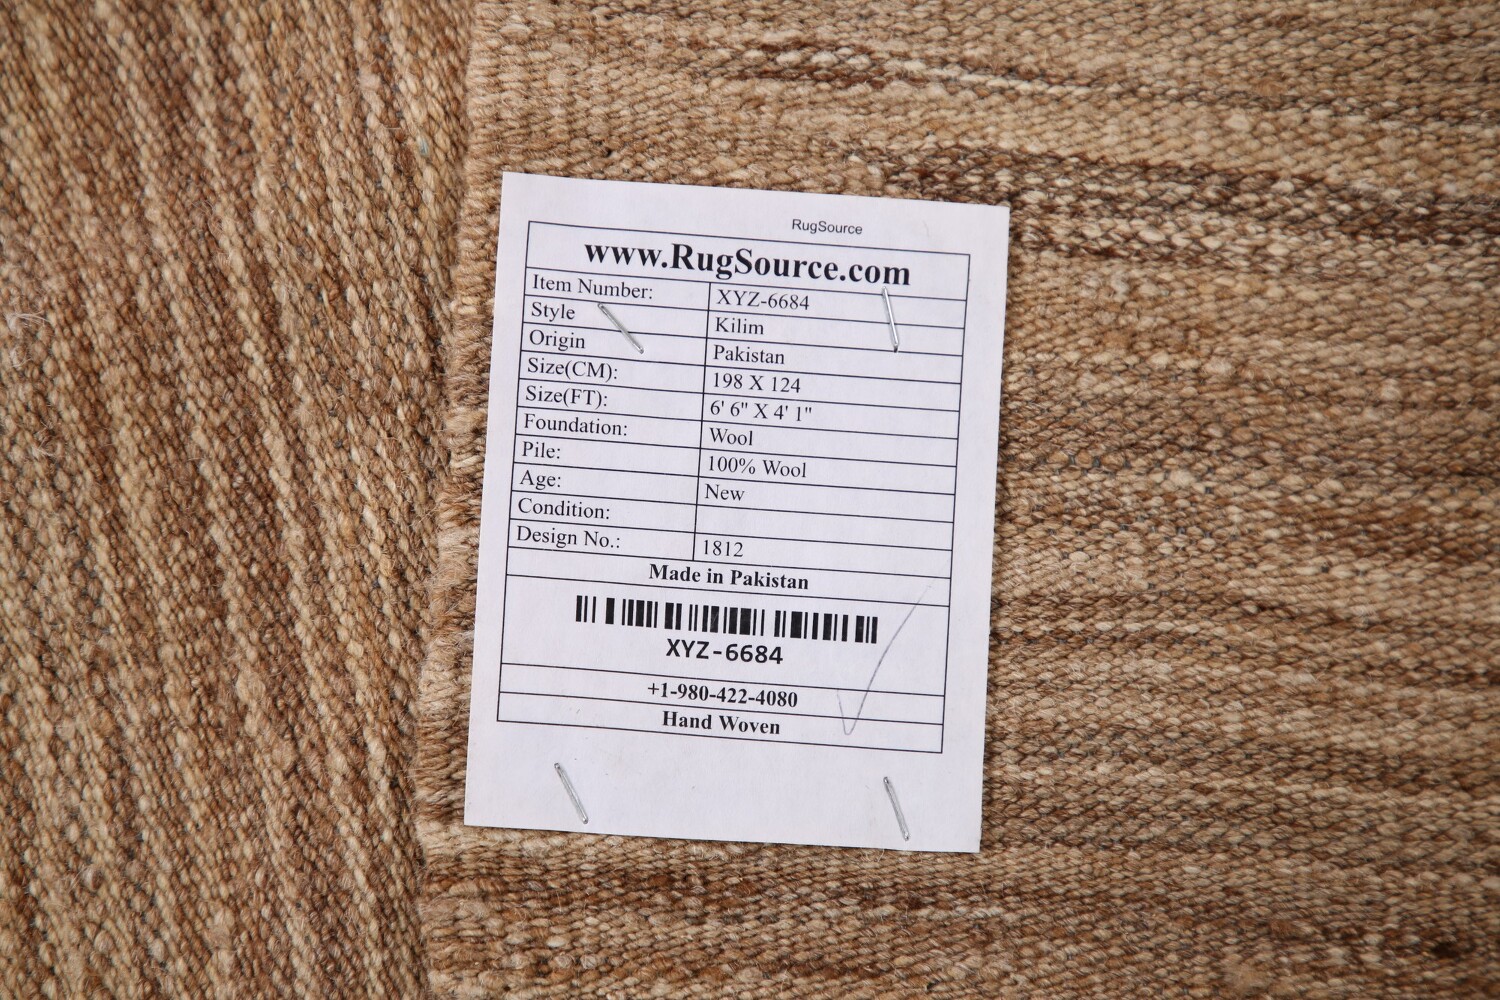 RugSource
www.RugSource.com
Item Number: XYZ-6684
Style Kilim
Origin Pakistan
Size(CM): 198 X 124
Size(FT): 6' 6" X 4' 1"
Foundation: Wool
Pile: 100% Wool
Age: New
Condition:
Design No.: 1812
Made in Pakistan
XYZ-6684
+1-980-422-4080
Hand Woven